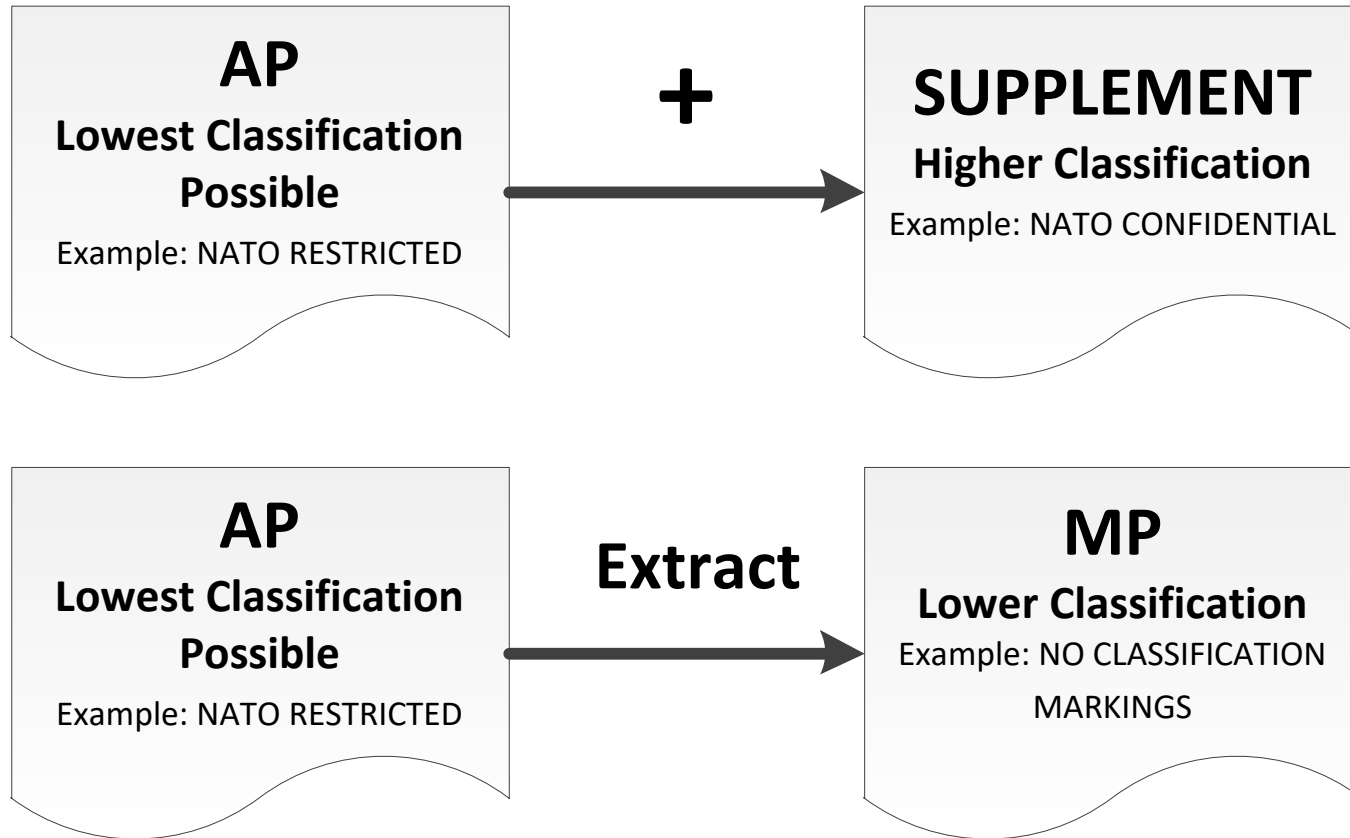 AP
Lowest Classification
Possible
Example: NATO RESTRICTED
+
SUPPLEMENT
Higher Classification
Example: NATO CONFIDENTIAL
AP
Lowest Classification
Possible
Example: NATO RESTRICTED
Extract
MP
Lower Classification
Example: NO CLASSIFICATION
MARKINGS